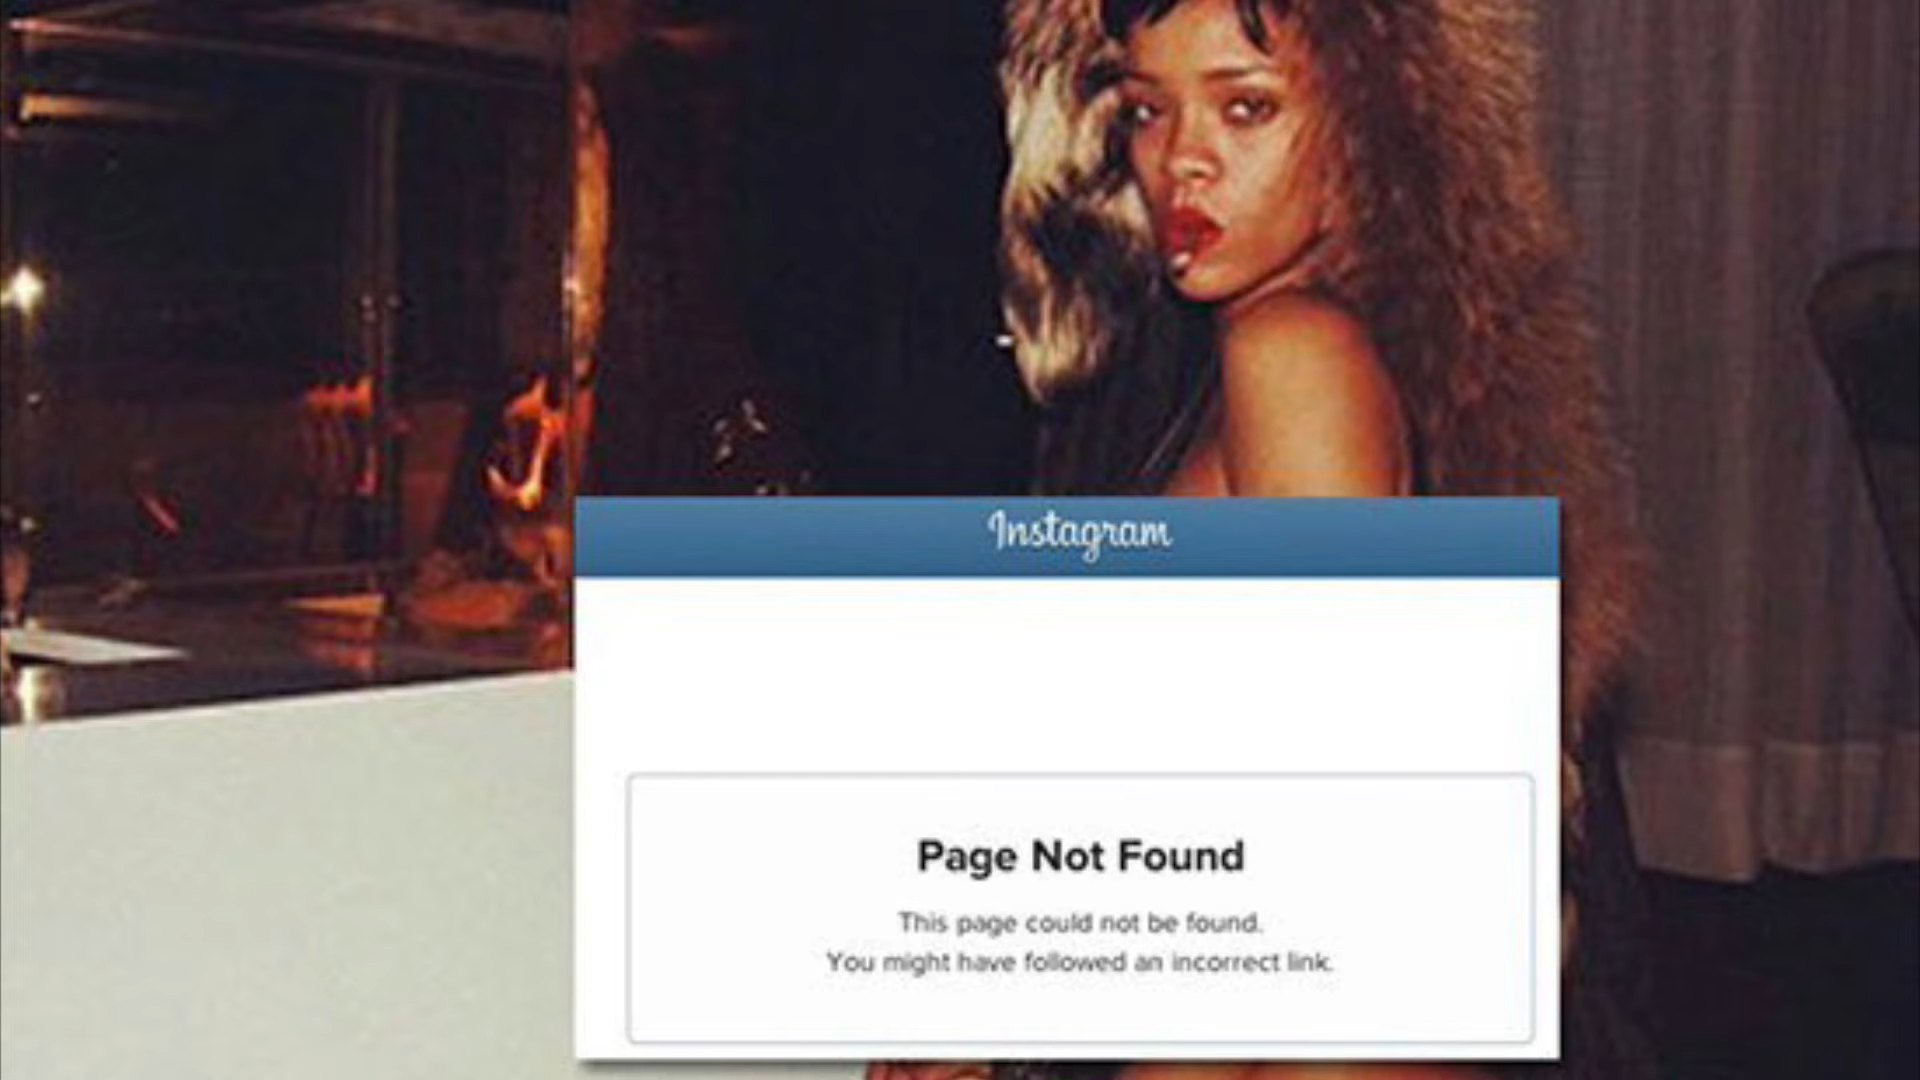 Instagram
Page Not Found
This page could not be found.
You might have followed an incorrect link.